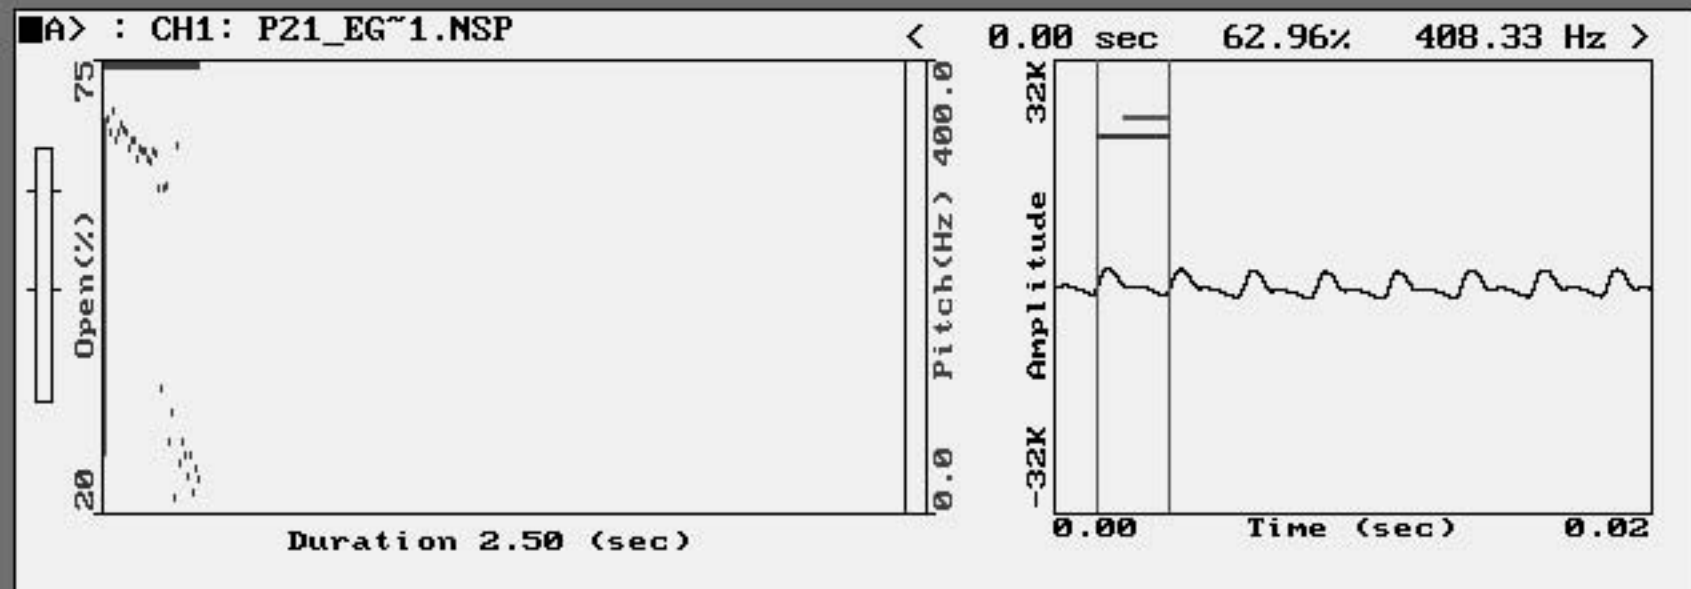 A> : CH1: P21_EG~1.NSP
< 0.00 sec 62.96% 408.33 Hz >
75
Open(%)
20
400.0
Pitch(Hz)
0.0
Duration 2.50 (sec)
32K
Amplitude
-32K
0.00 Time (sec) 0.02